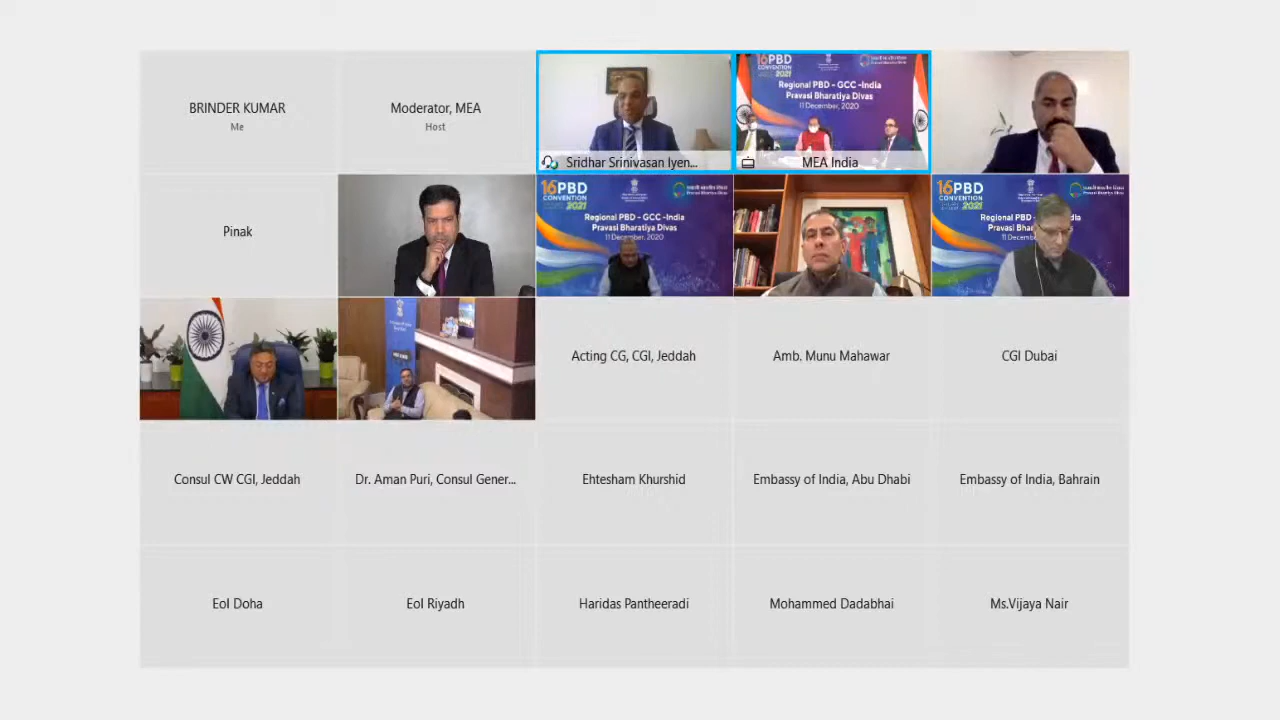 BRINDER KUMAR
Me
Moderator, MEA
Host
Sridhar Srinivasan Iyen...
16PBD
CONVENTION
2021
Regional PBD - GCC -India
Pravasi Bharatiya Divas
11 December, 2020
MEA India
Pinak
16PBD
CONVENTION
2021
Regional PBD - GCC -India
Pravasi Bharatiya Divas
11 December, 2020
16PBD
CONVENTION
2021
Regional PBD -
Pravasi Bhara
Divas
11 Decem
Acting CG, CGI, Jeddah
Amb. Munu Mahawar
CGI Dubai
Consul CW CGI, Jeddah
Dr. Aman Puri, Consul Gener...
Ehtesham Khurshid
Embassy of India, Abu Dhabi
Embassy of India, Bahrain
EoI Doha
EoI Riyadh
Haridas Pantheeradi
Mohammed Dadabhai
Ms.Vijaya Nair